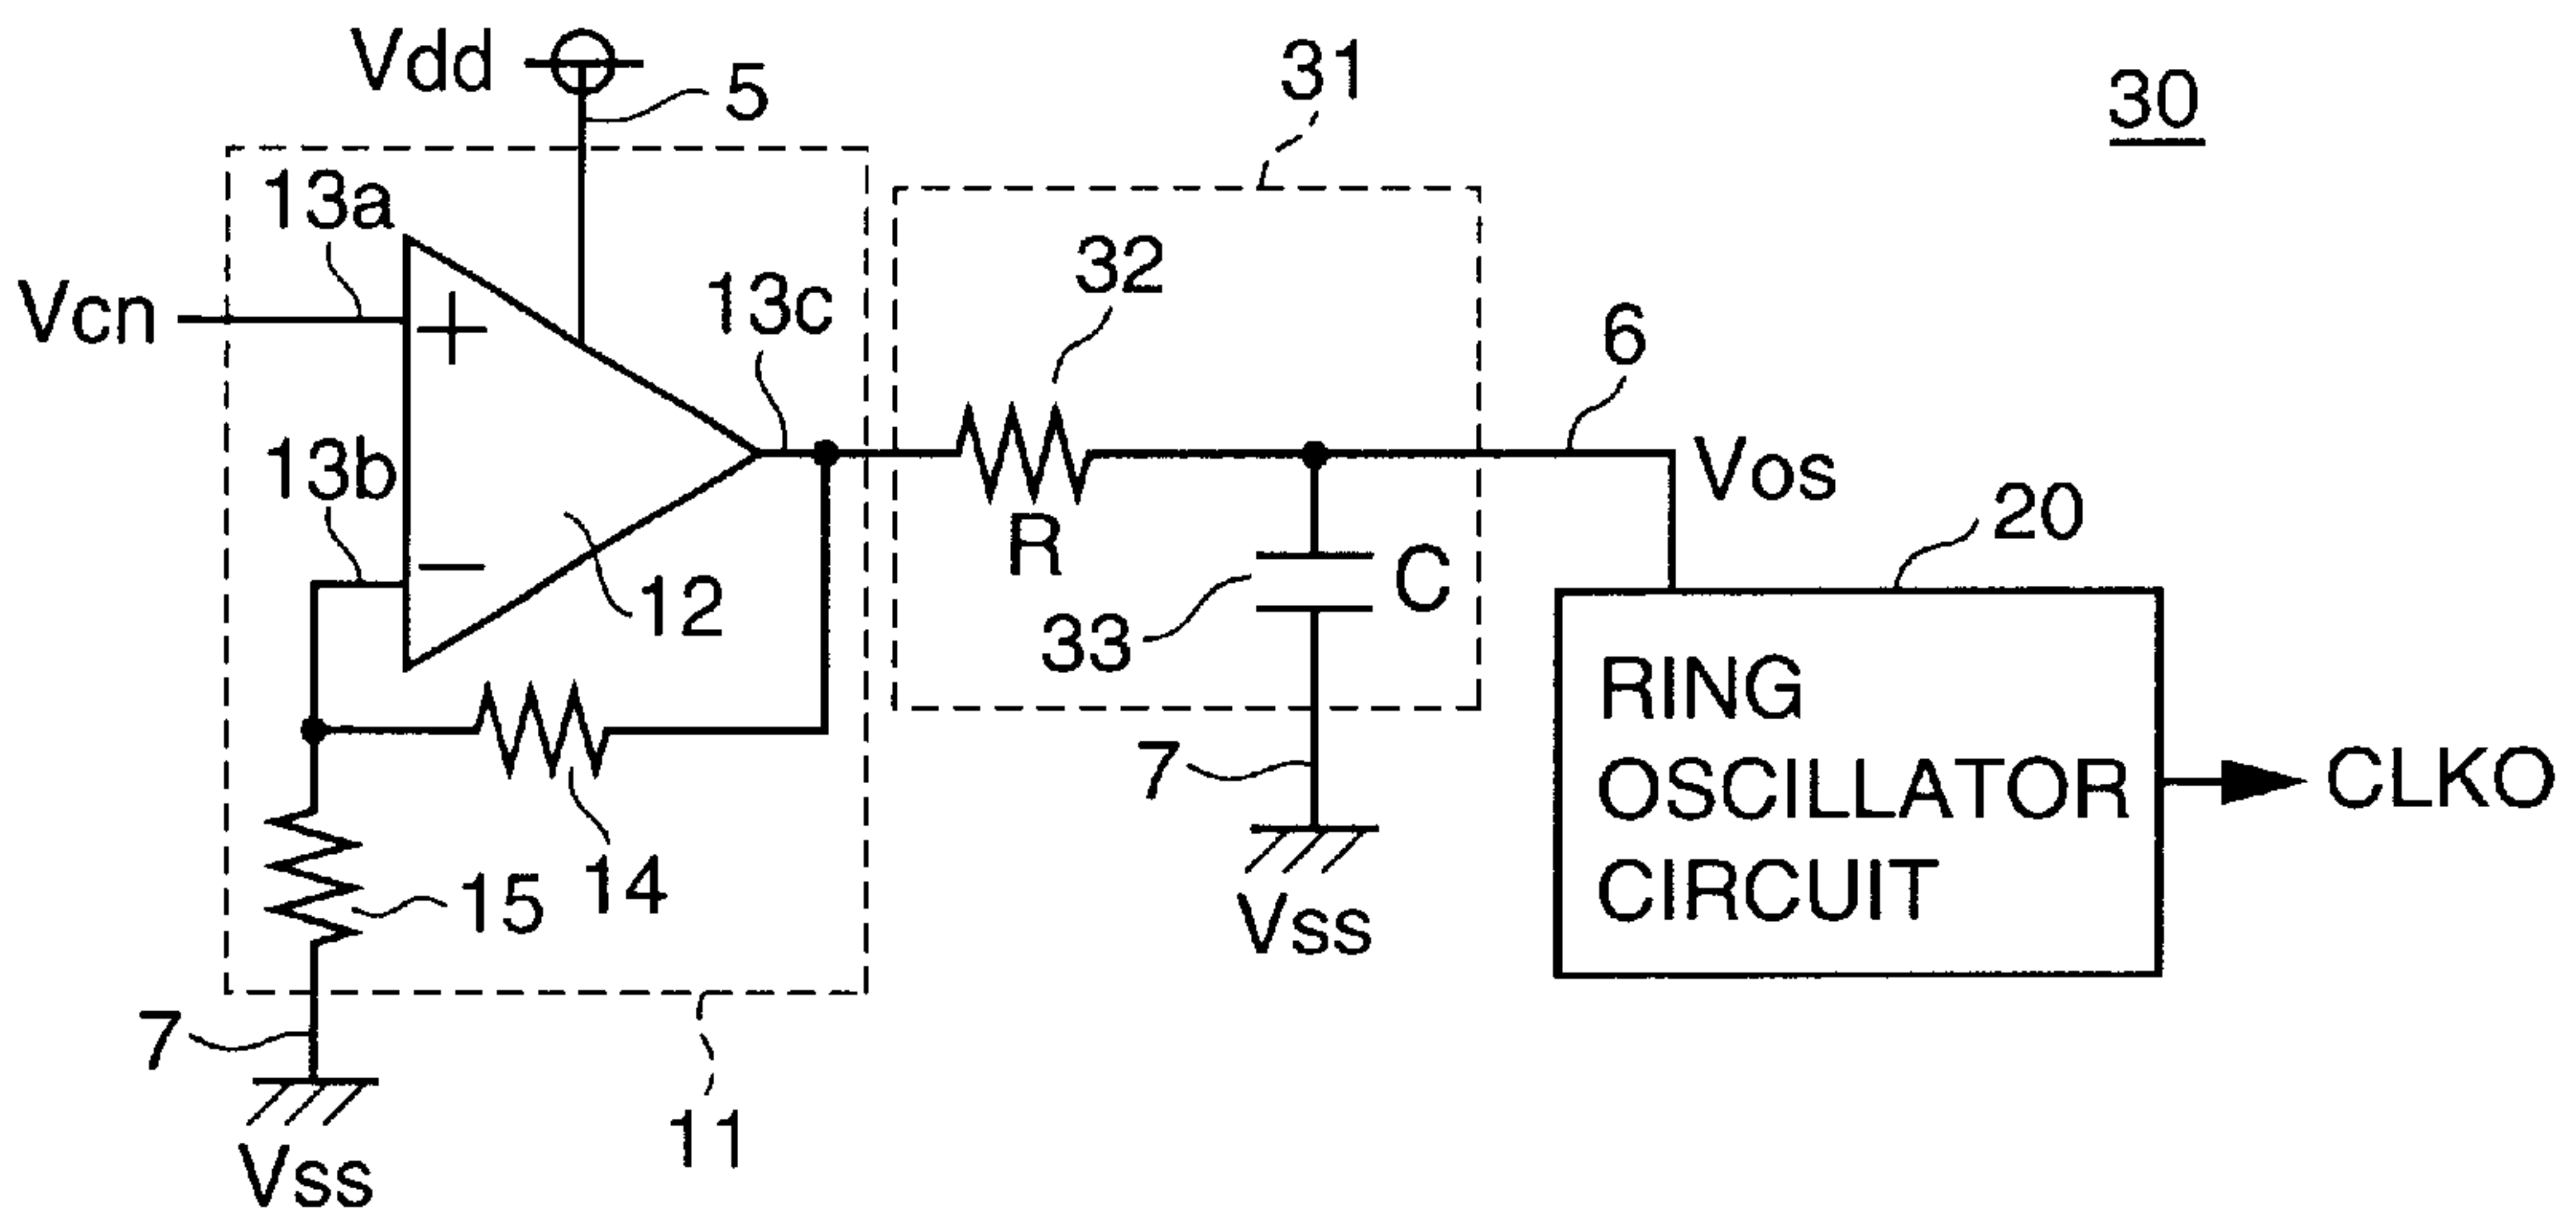 Vdd
5
31
30
13a
Vcn
+
13c
32
6
13b
Vos
−
12
R
33
C
20
RING
OSCILLATOR
CIRCUIT
CLKO
14
15
7
Vss
7
Vss
11